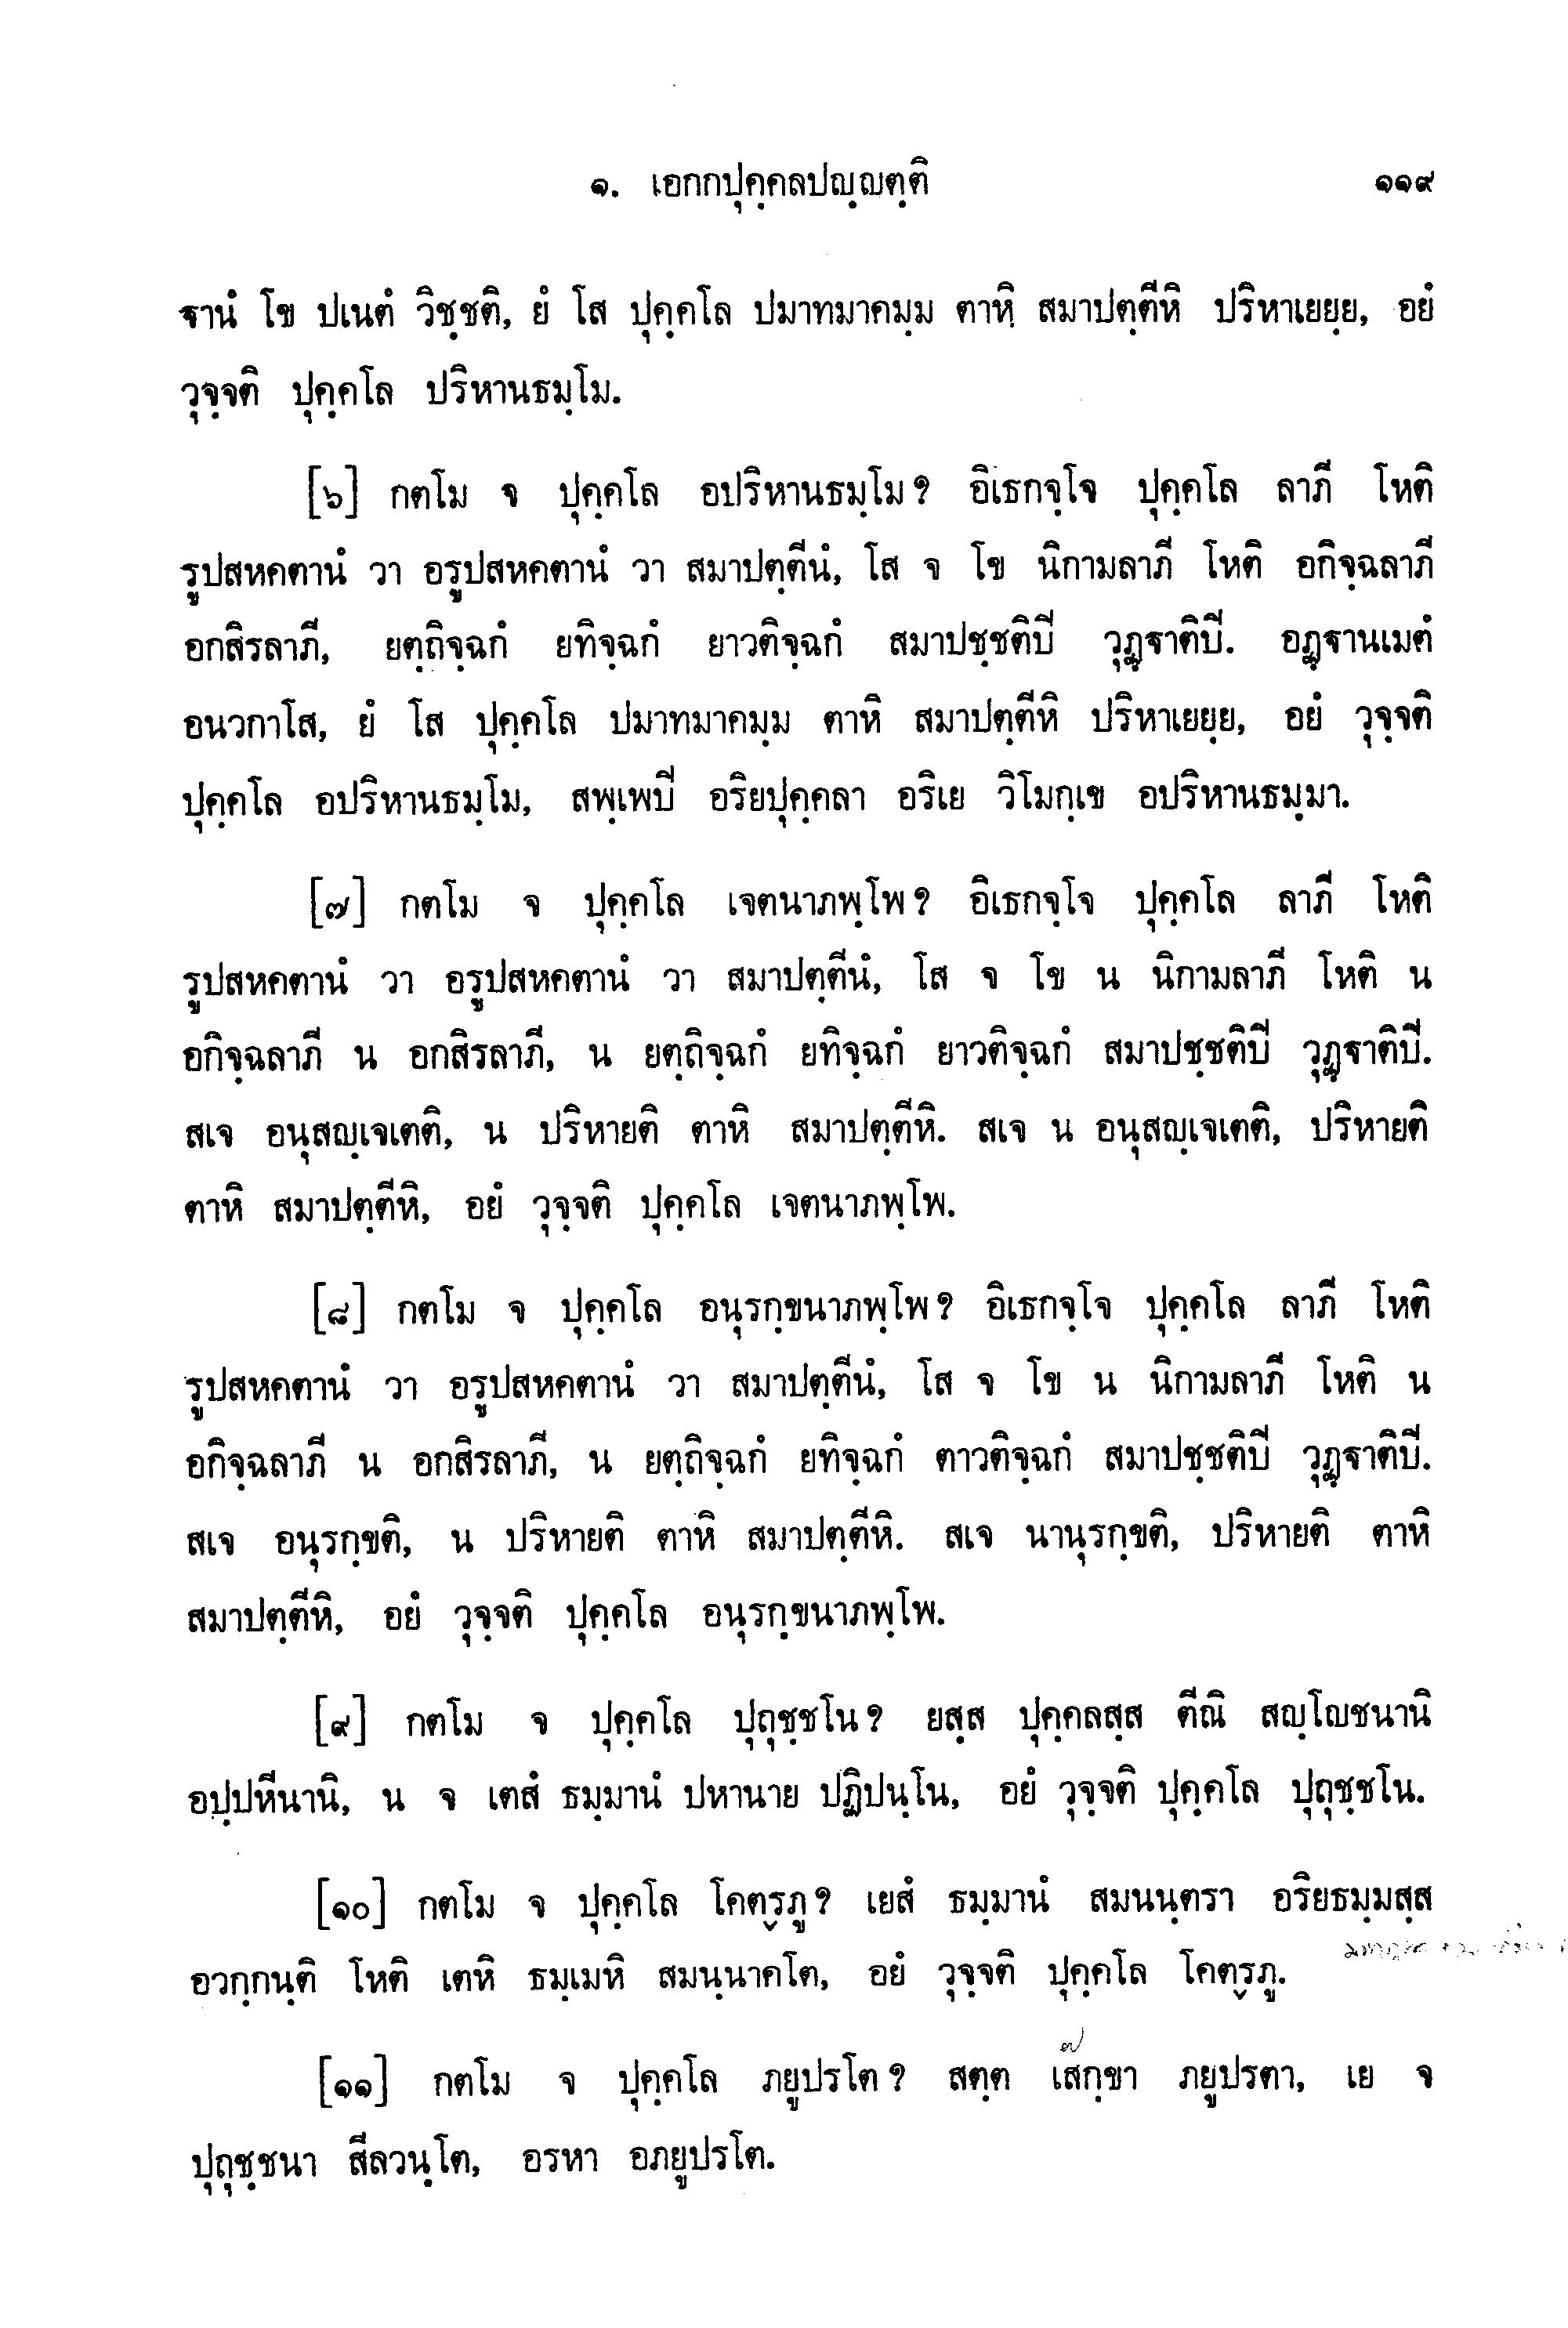 ๑. เอกกปุคฺคลปญฺญตฺติ ๑๑๙
ฐานํ โข ปเนตํ วิชฺชติ, ยํ โส ปุคฺคโล ปมาทมาคมฺม ตาหิ สมาปตฺตีหิ ปริหาเยยฺย, อยํ
วุจฺจติ ปุคฺคโล ปริหานธมฺโม.
[๖] กตโม จ ปุคฺคโล อปริหานธมฺโม? อิเธกจฺโจ ปุคฺคโล ลาภี โหติ
รูปสหคตานํ วา อรูปสหคตานํ วา สมาปตฺตีนํ, โส จ โข นิกามลาภี โหติ อกิจฺฉลาภี
อกสิรลาภี, ยตฺถิจฺฉกํ ยทิจฺฉกํ ยาวติจฺฉกํ สมาปชฺชติปี วุฏฺฐาติปี. อฏฺฐานเมตํ
อนวกาโส, ยํ โส ปุคฺคโล ปมาทมาคมฺม ตาหิ สมาปตฺตีหิ ปริหาเยยฺย, อยํ วุจฺจติ
ปุคฺคโล อปริหานธมฺโม, สพฺเพปี อริยปุคฺคลา อริเย วิโมกฺเข อปริหานธมฺมา.
[๗] กตโม จ ปุคฺคโล เจตนาภพฺโพ? อิเธกจฺโจ ปุคฺคโล ลาภี โหติ
รูปสหคตานํ วา อรูปสหคตานํ วา สมาปตฺตีนํ, โส จ โข น นิกามลาภี โหติ น
อกิจฺฉลาภี น อกสิรลาภี, น ยตฺถิจฺฉกํ ยทิจฺฉกํ ยาวติจฺฉกํ สมาปชฺชติปี วุฏฺฐาติปี.
สเจ อนุสญฺเจเตติ, น ปริหายติ ตาหิ สมาปตฺตีหิ. สเจ น อนุสญฺเจเตติ, ปริหายติ
ตาหิ สมาปตฺตีหิ, อยํ วุจฺจติ ปุคฺคโล เจตนาภพฺโพ.
[๘] กตโม จ ปุคฺคโล อนุรกฺขนาภพฺโพ? อิเธกจฺโจ ปุคฺคโล ลาภี โหติ
รูปสหคตานํ วา อรูปสหคตานํ วา สมาปตฺตีนํ, โส จ โข น นิกามลาภี โหติ น
อกิจฺฉลาภี น อกสิรลาภี, น ยตฺถิจฺฉกํ ยทิจฺฉกํ ตาวติจฺฉกํ สมาปชฺชติปี วุฏฺฐาติปี.
สเจ อนุรกฺขติ, น ปริหายติ ตาหิ สมาปตฺตีหิ. สเจ นานุรกฺขติ, ปริหายติ ตาหิ
สมาปตฺตีหิ, อยํ วุจฺจติ ปุคฺคโล อนุรกฺขนาภพฺโพ.
[๙] กตโม จ ปุคฺคโล ปุถุชฺชโน? ยสฺส ปุคฺคลสฺส ตีณิ สญฺโญชนานิ
อปฺปหีนานิ, น จ เตสํ ธมฺมานํ ปหานาย ปฏิปนฺโน, อยํ วุจฺจติ ปุคฺคโล ปุถุชฺชโน.
[๑๐] กตโม จ ปุคฺคโล โคตฺรภู? เยสํ ธมฺมานํ สมนนฺตรา อริยธมฺมสฺส
อวกฺกนฺติ โหติ เตหิ ธมฺเมหิ สมนฺนาคโต, อยํ วุจฺจติ ปุคฺคโล โคตฺรภู.
๗
[๑๑] กตโม จ ปุคฺคโล ภยูปรโต? สตฺต เสกฺขา ภยูปรตา, เย จ
ปุถุชฺชนา สีลวนฺโต, อรหา อภยูปรโต.